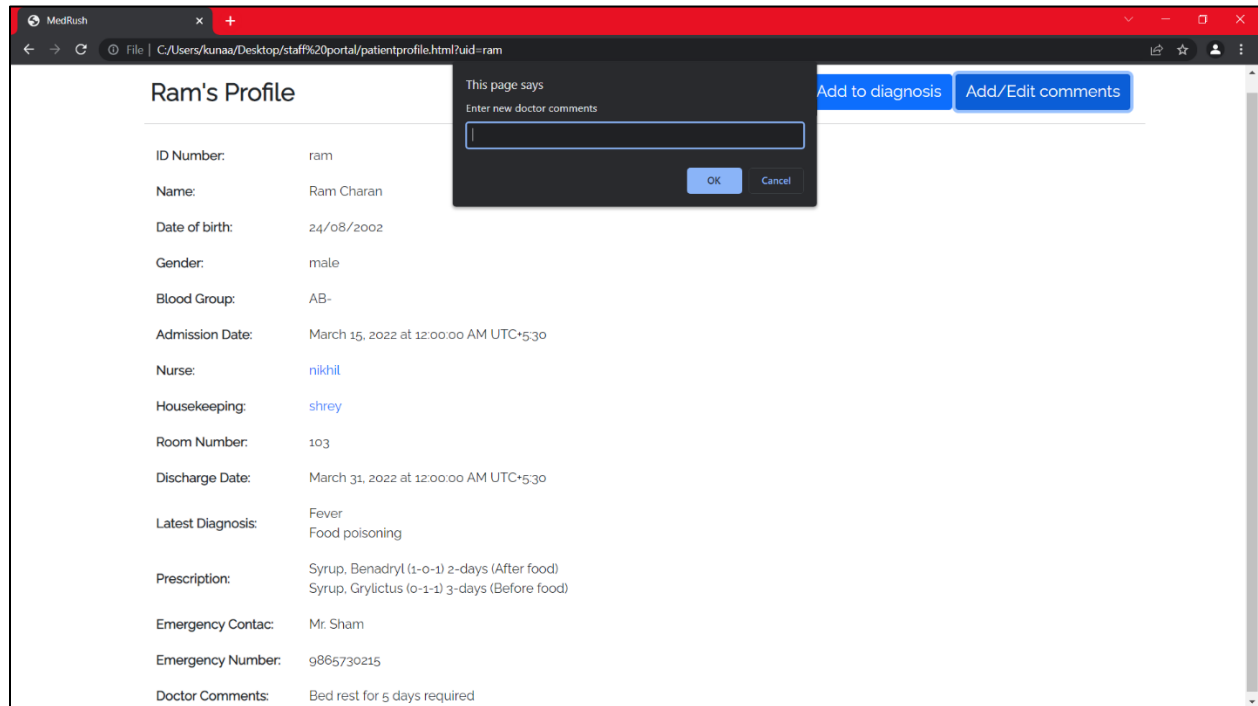 MedRush
File | C:/Users/kunaa/Desktop/staff%20portal/patientprofile.html?uid=ram
This page says
Enter new doctor comments
OK Cancel
Ram's Profile
Add to diagnosis Add/Edit comments
ID Number: ram
Name: Ram Charan
Date of birth: 24/08/2002
Gender: male
Blood Group: AB-
Admission Date: March 15, 2022 at 12:00:00 AM UTC+5:30
Nurse: nikhil
Housekeeping: shrey
Room Number: 103
Discharge Date: March 31, 2022 at 12:00:00 AM UTC+5:30
Latest Diagnosis: Fever
Food poisoning
Prescription: Syrup, Benadryl (1-0-1) 2-days (After food)
Syrup, Grylictus (0-1-1) 3-days (Before food)
Emergency Contac: Mr. Sham
Emergency Number: 9865730215
Doctor Comments: Bed rest for 5 days required